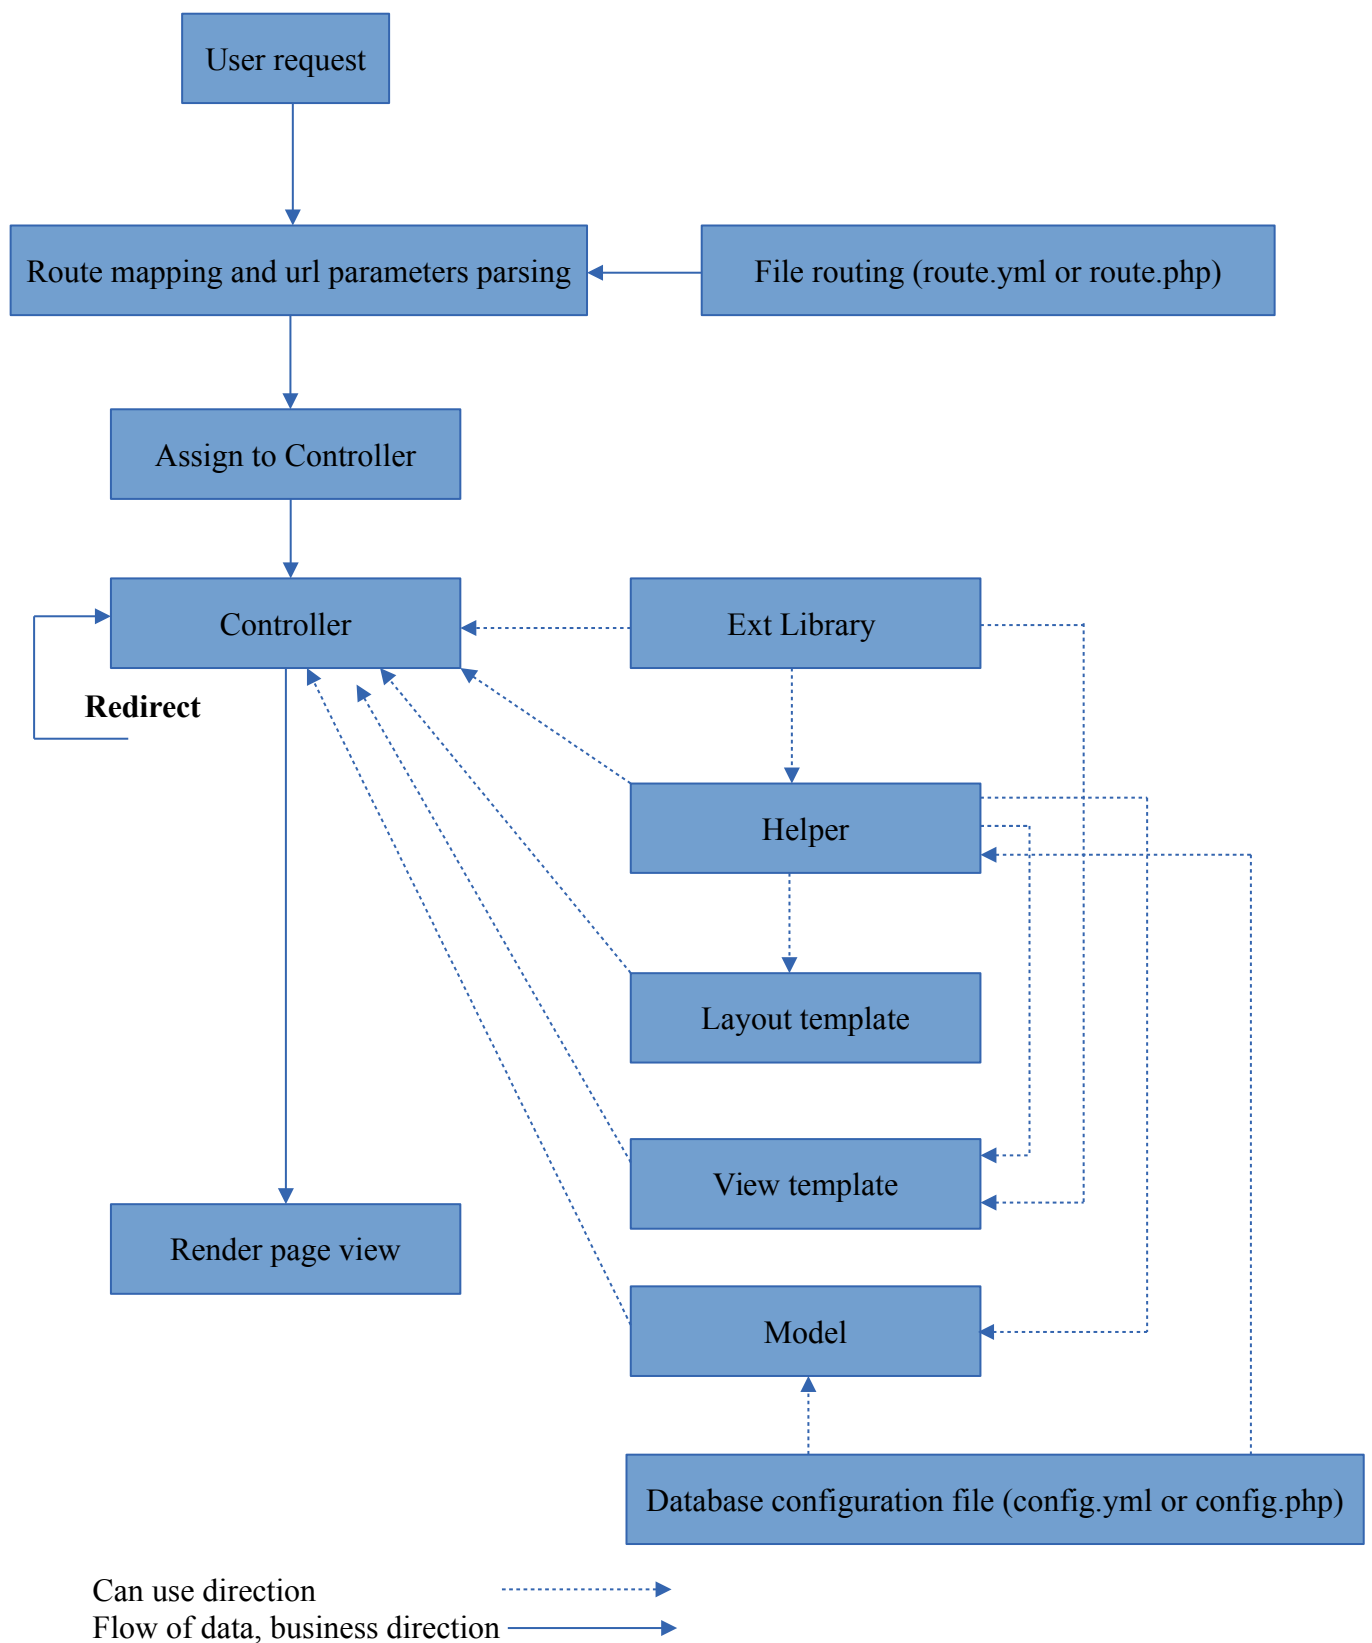 User request
Route mapping and url parameters parsing
File routing (route.yml or route.php)
Assign to Controller
Controller
Ext Library
Redirect
Helper
Layout template
View template
Render page view
Model
Database configuration file (config.yml or config.php)
Can use direction
Flow of data, business direction